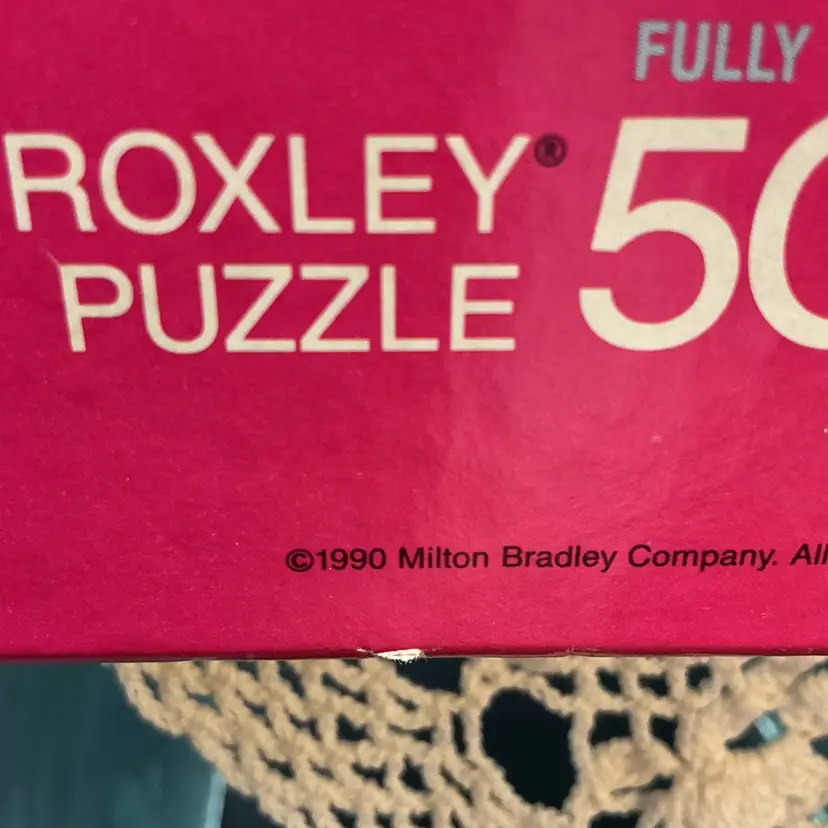 FULLY
ROXLEY®
PUZZLE
50
©1990 Milton Bradley Company. All